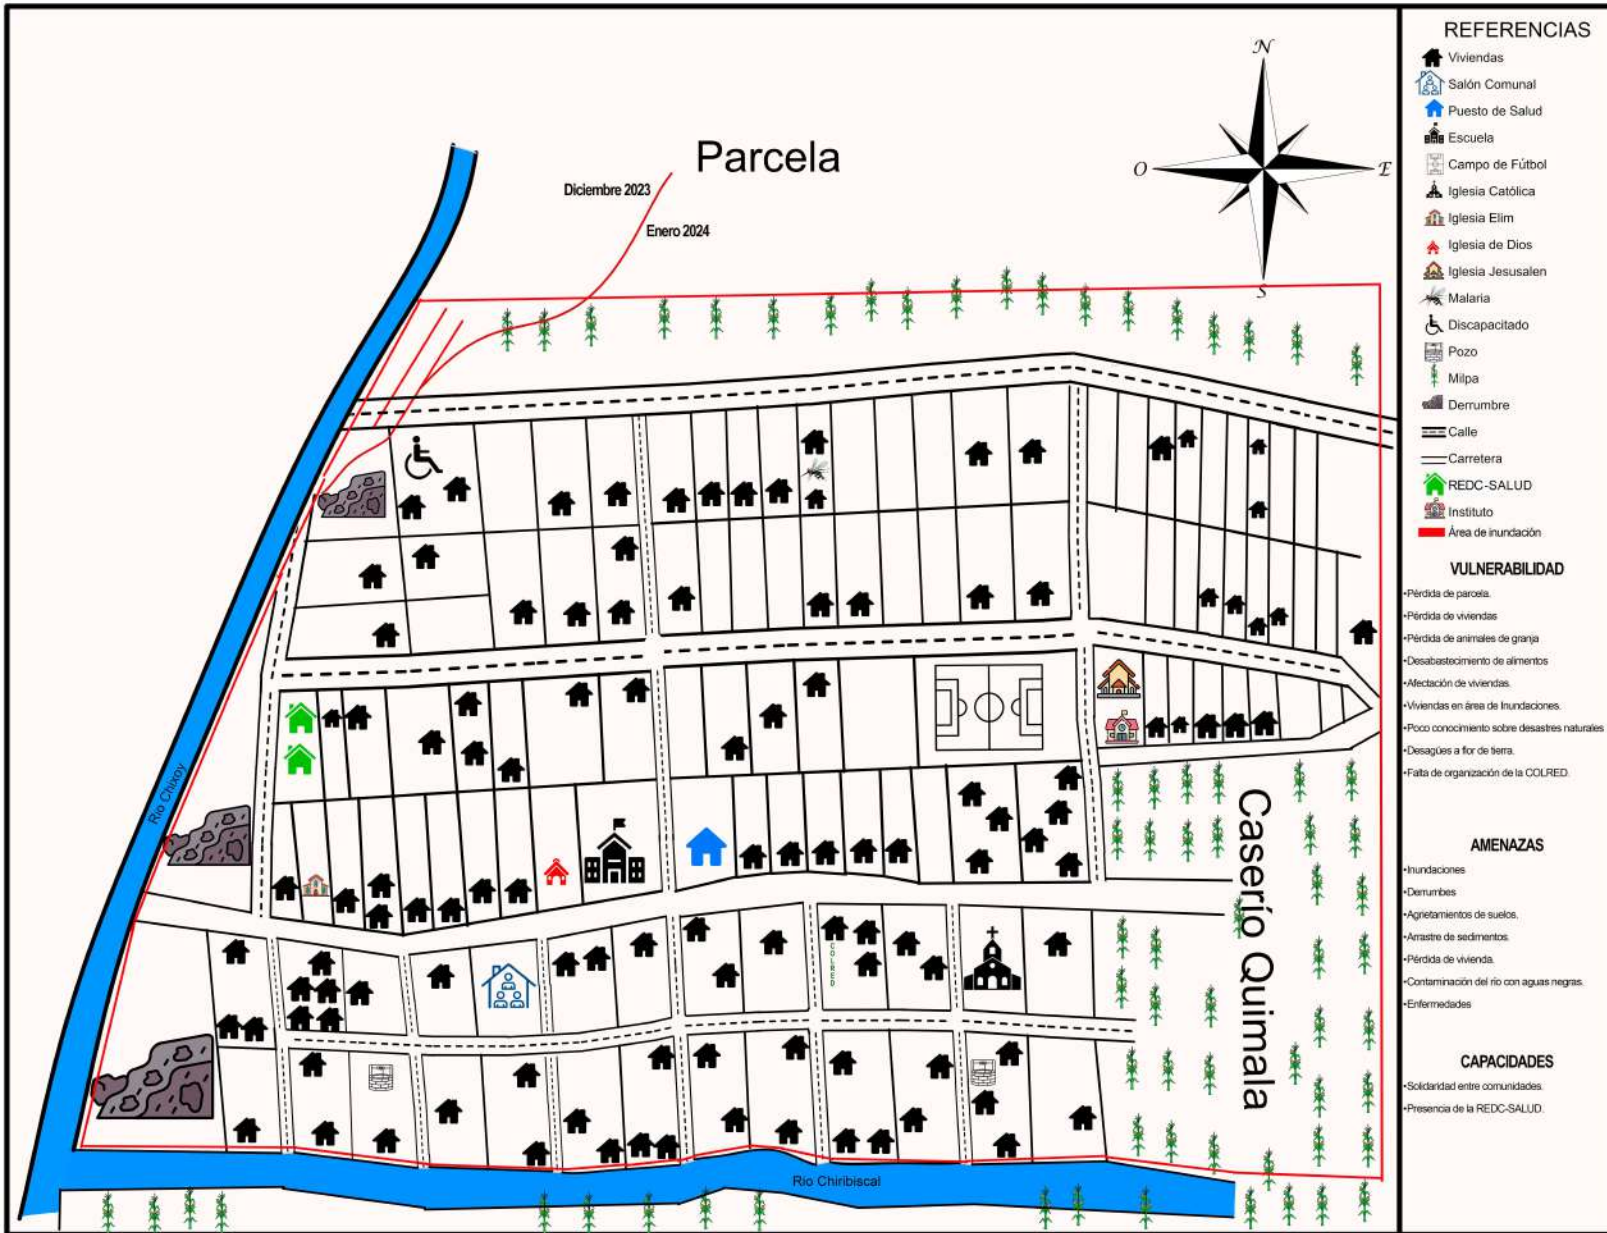 N
O
E
S
Parcela
Diciembre 2023
Enero 2024
Rio Chixoy
COLRED
Caserío Quimala
Rio Chiribiscal
REFERENCIAS
Viviendas
Salón Comunal
Puesto de Salud
Escuela
Campo de Fútbol
Iglesia Católica
Iglesia Elim
Iglesia de Dios
Iglesia Jesusalen
Malaria
Discapacitado
Pozo
Milpa
Derrumbre
Calle
Carretera
REDC-SALUD
Instituto
Área de inundación
VULNERABILIDAD
•Pérdida de parcela.
•Pérdida de viviendas
•Pérdida de animales de granja
•Desabastecimiento de alimentos
•Afectación de viviendas.
•Viviendas en área de Inundaciones.
•Poco conocimiento sobre desastres naturales
•Desagües a flor de tierra.
•Falta de organización de la COLRED.
AMENAZAS
•Inundaciones
•Derrumbes
•Agrietamientos de suelos.
•Arrastre de sedimentos.
•Pérdida de vivienda.
•Contaminación del río con aguas negras.
•Enfermedades
CAPACIDADES
•Solidaridad entre comunidades.
•Presencia de la REDC-SALUD.